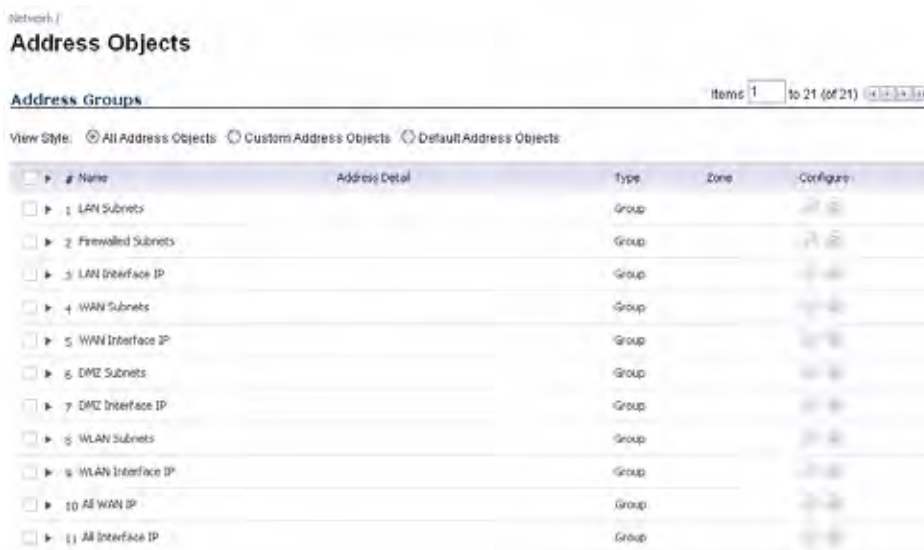 Network /
Address Objects
Address Groups Items 1 to 21 (of 21)
View Style: All Address Objects Custom Address Objects Default Address Objects
# Name Address Detail Type Zone Configure
1 LAN Subnets Group
2 Firewalled Subnets Group
3 LAN Interface IP Group
4 WAN Subnets Group
5 WAN Interface IP Group
6 DMZ Subnets Group
7 DMZ Interface IP Group
8 WLAN Subnets Group
9 WLAN Interface IP Group
10 All WAN IP Group
11 All Interface IP Group